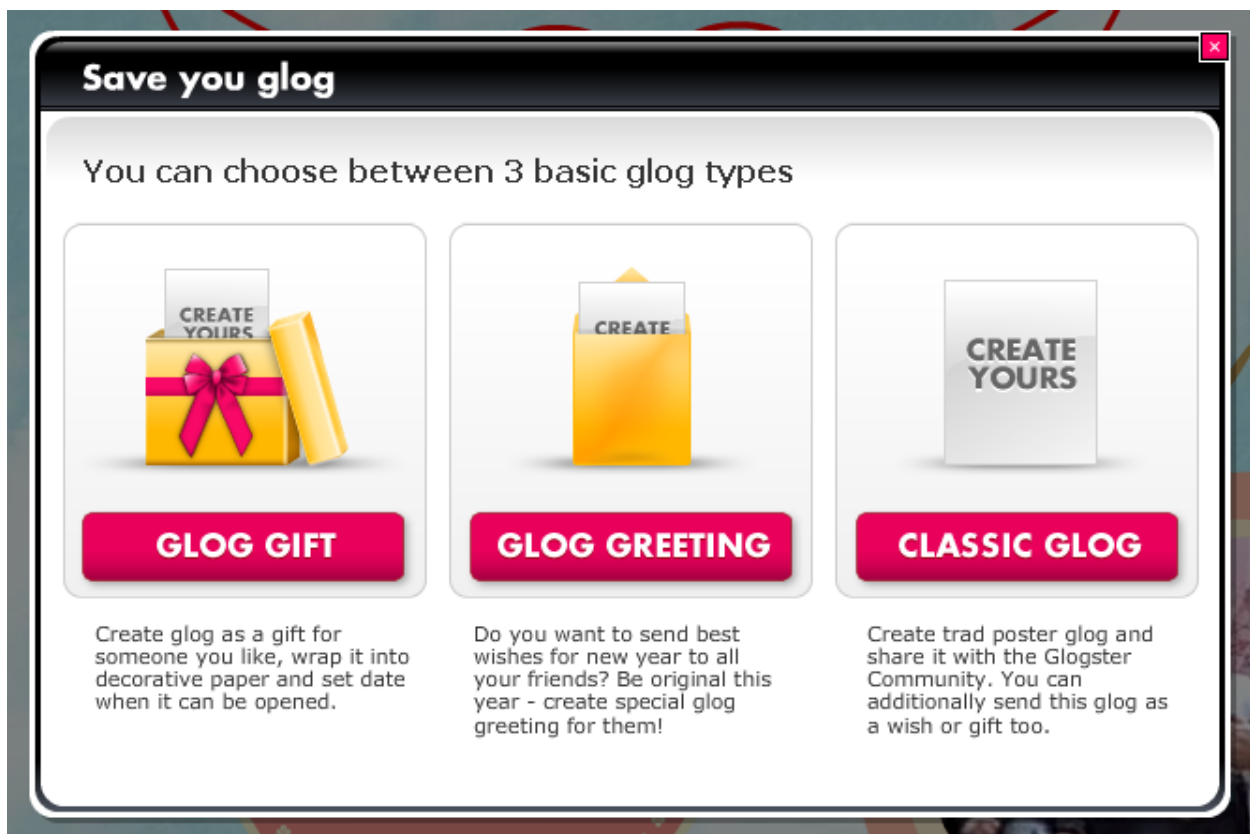 Save you glog
You can choose between 3 basic glog types
CREATE
YOURS
CREATE
CREATE
YOURS
GLOG GIFT
GLOG GREETING
CLASSIC GLOG
Create glog as a gift for
someone you like, wrap it into
decorative paper and set date
when it can be opened.
Do you want to send best
wishes for new year to all
your friends? Be original this
year - create special glog
greeting for them!
Create trad poster glog and
share it with the Glogster
Community. You can
additionally send this glog as
a wish or gift too.